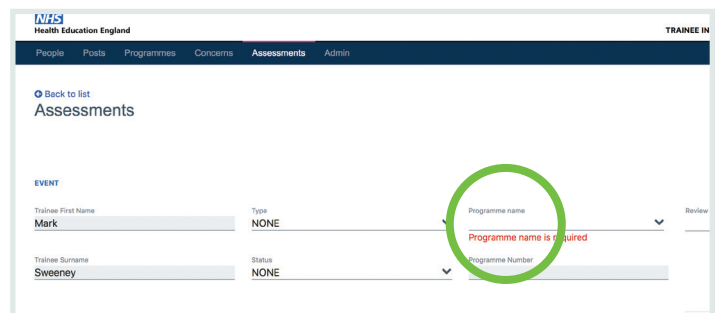 NHS
Health Education England
TRAINEE IN
People Posts Programmes Concerns Assessments Admin
Back to list
Assessments
EVENT
Trainee First Name Type Programme name Review
Mark NONE
Programme name is required
Trainee Surname Status Programme Number
Sweeney NONE